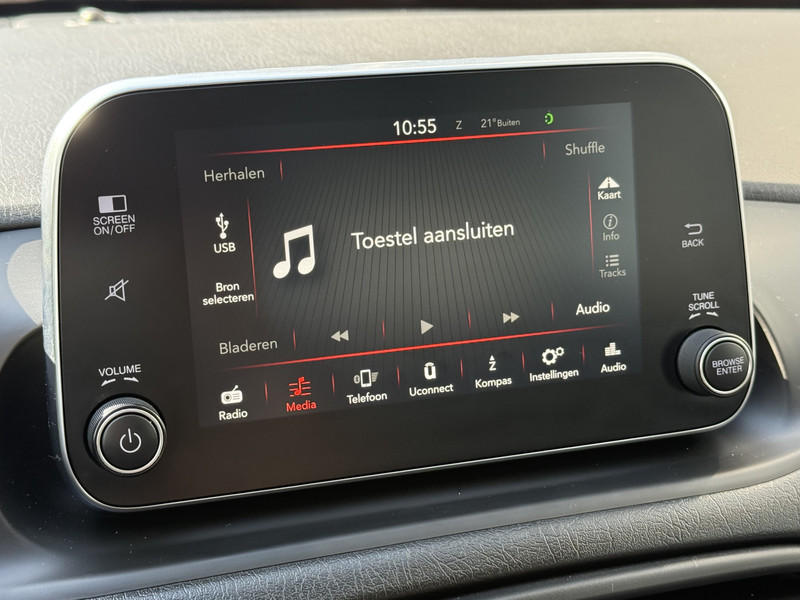 10:55 Z 21° Buiten
Herhalen
Shuffle
SCREEN
ON/OFF
USB
Toestel aansluiten
Kaart
Info
Tracks
BACK
Bron
selecteren
TUNE
SCROLL
Bladeren
Audio
VOLUME
Radio
Media
Telefoon
Uconnect
Z
Kompas
Instellingen
Audio
BROWSE
ENTER